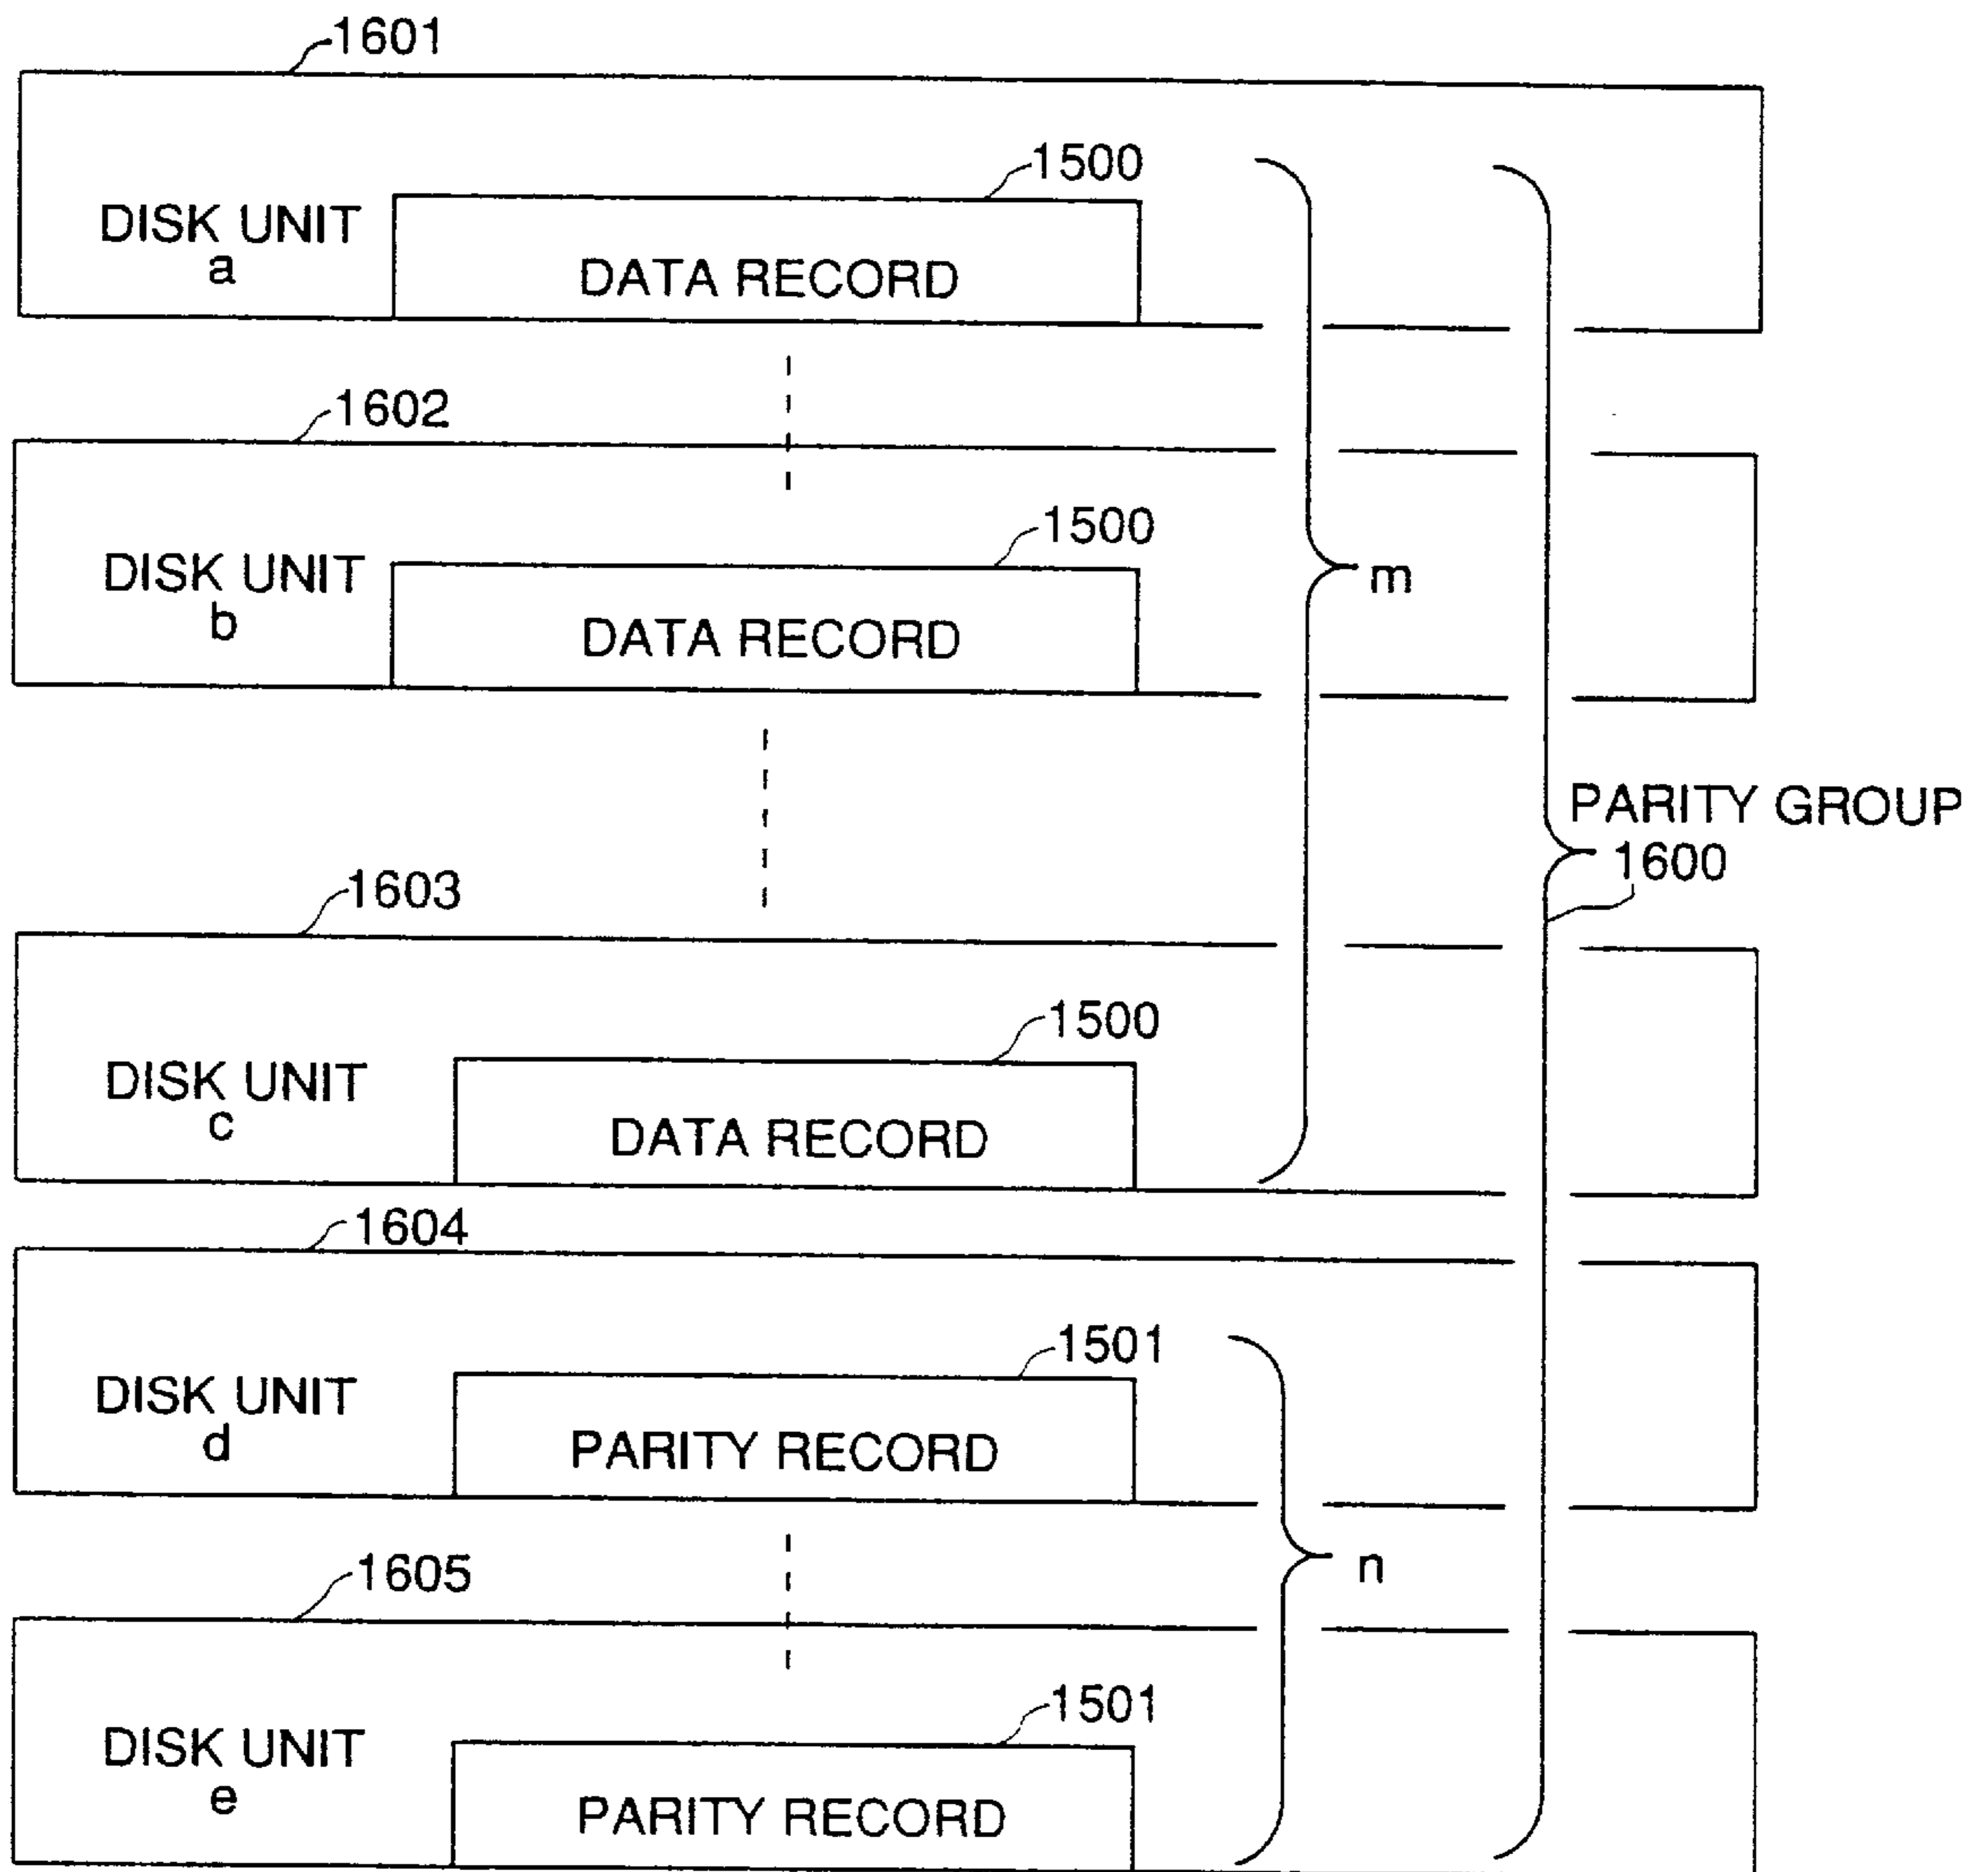 1601
1500
DISK UNIT
a
DATA RECORD
1602
1500
DISK UNIT
b
DATA RECORD
m
PARITY GROUP
1600
1603
1500
DISK UNIT
c
DATA RECORD
1604
1501
DISK UNIT
d
PARITY RECORD
n
1605
1501
DISK UNIT
e
PARITY RECORD